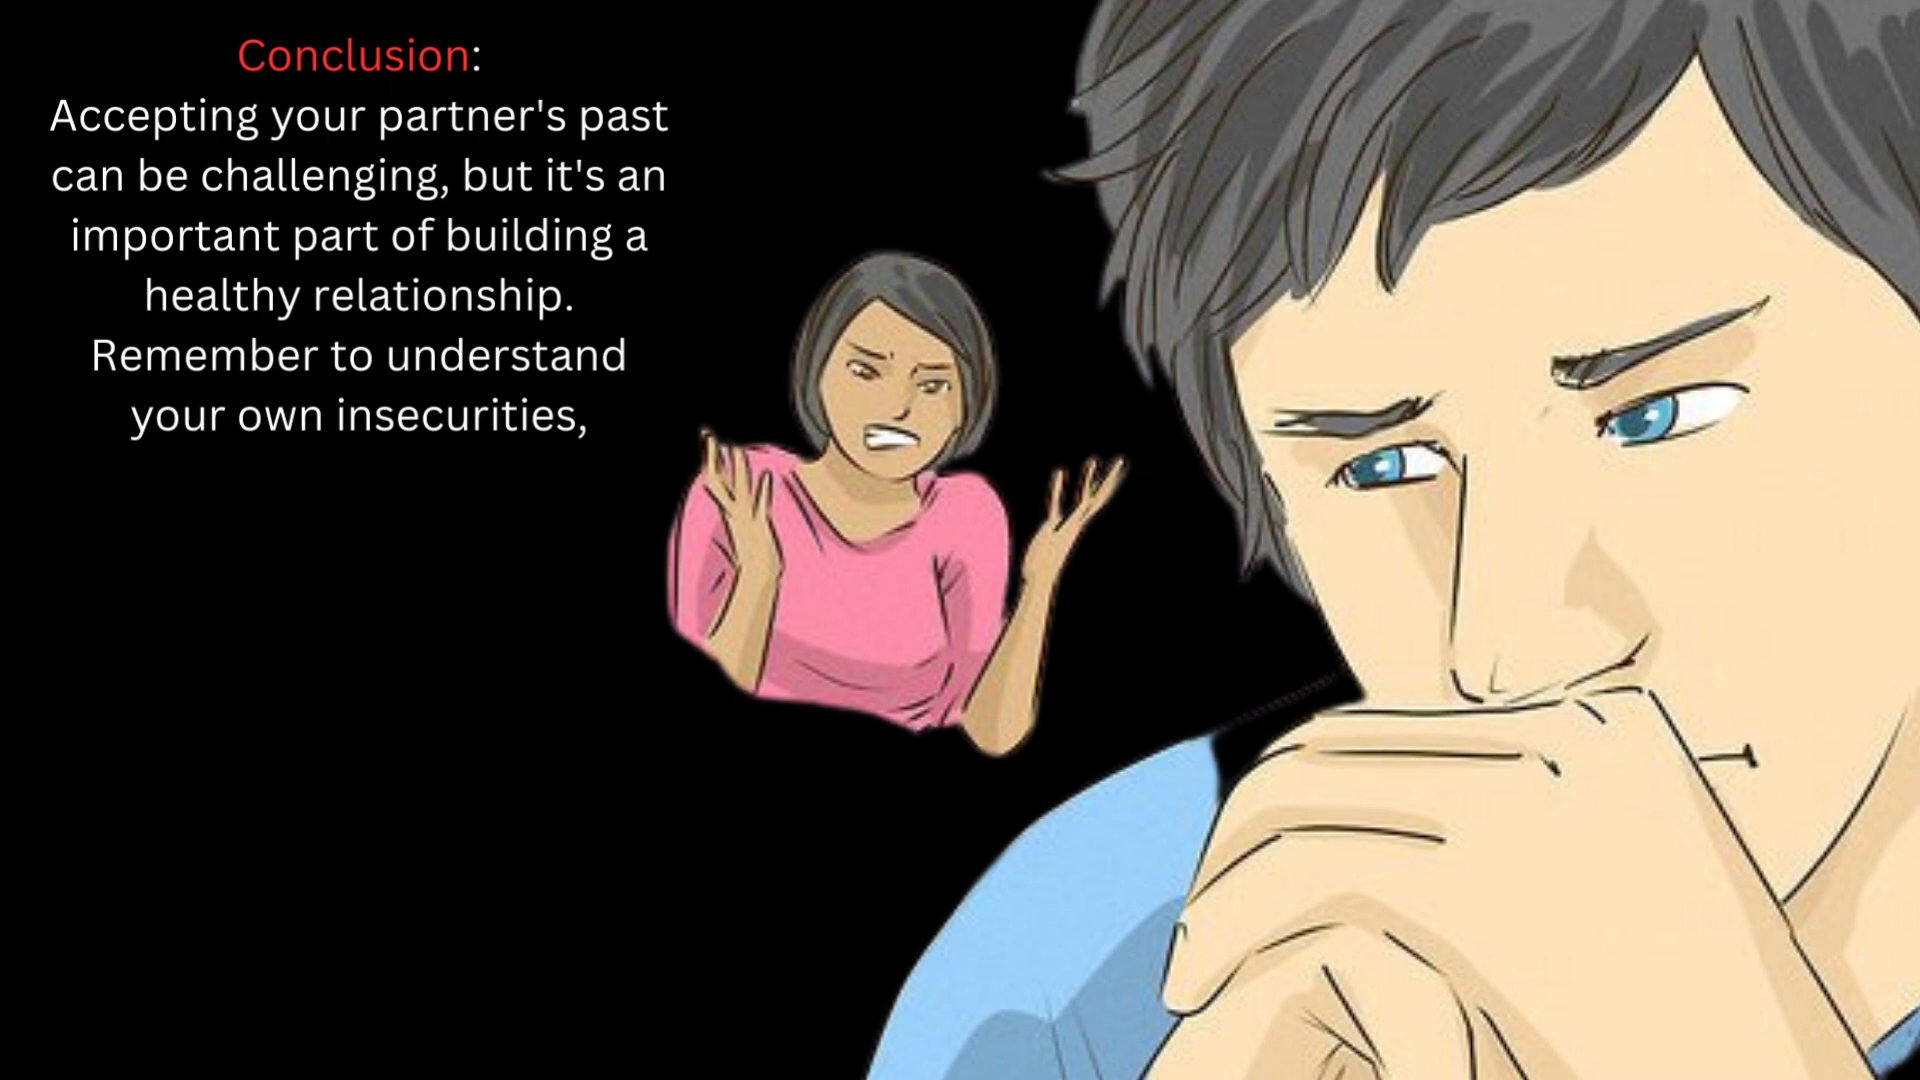 Conclusion:
Accepting your partner's past
can be challenging, but it's an
important part of building a
healthy relationship.
Remember to understand
your own insecurities,